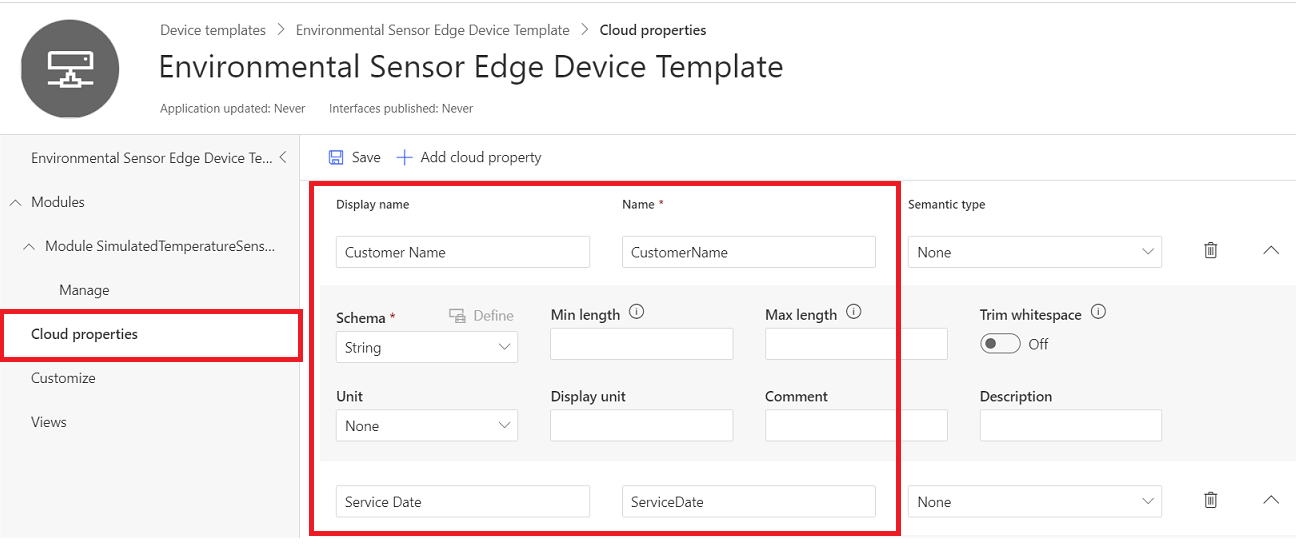 Device templates > Environmental Sensor Edge Device Template > Cloud properties
Environmental Sensor Edge Device Template
Application updated: Never Interfaces published: Never
Environmental Sensor Edge Device Te...
Modules
Module SimulatedTemperatureSens...
Manage
Cloud properties
Customize
Views
Save Add cloud property
Display name Name * Semantic type
Customer Name CustomerName None
Schema * Define Min length Max length Trim whitespace
String Off
Unit Display unit Comment Description
None
Service Date ServiceDate None